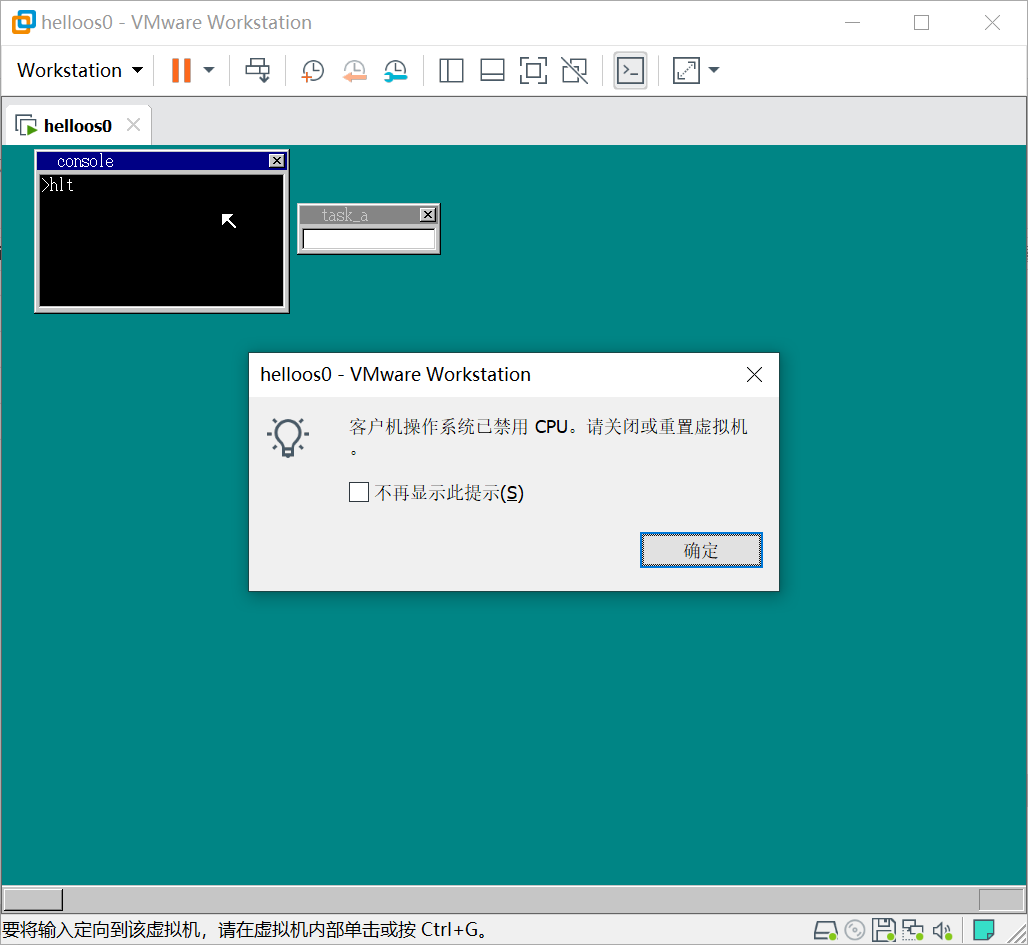 helloos0 - VMware Workstation
Workstation
helloos0
console
>hlt
task_a
helloos0 - VMware Workstation
客户机操作系统已禁用 CPU。请关闭或重置虚拟机
。
不再显示此提示(S)
确定
要将输入定向到该虚拟机，请在虚拟机内部单击或按 Ctrl+G。